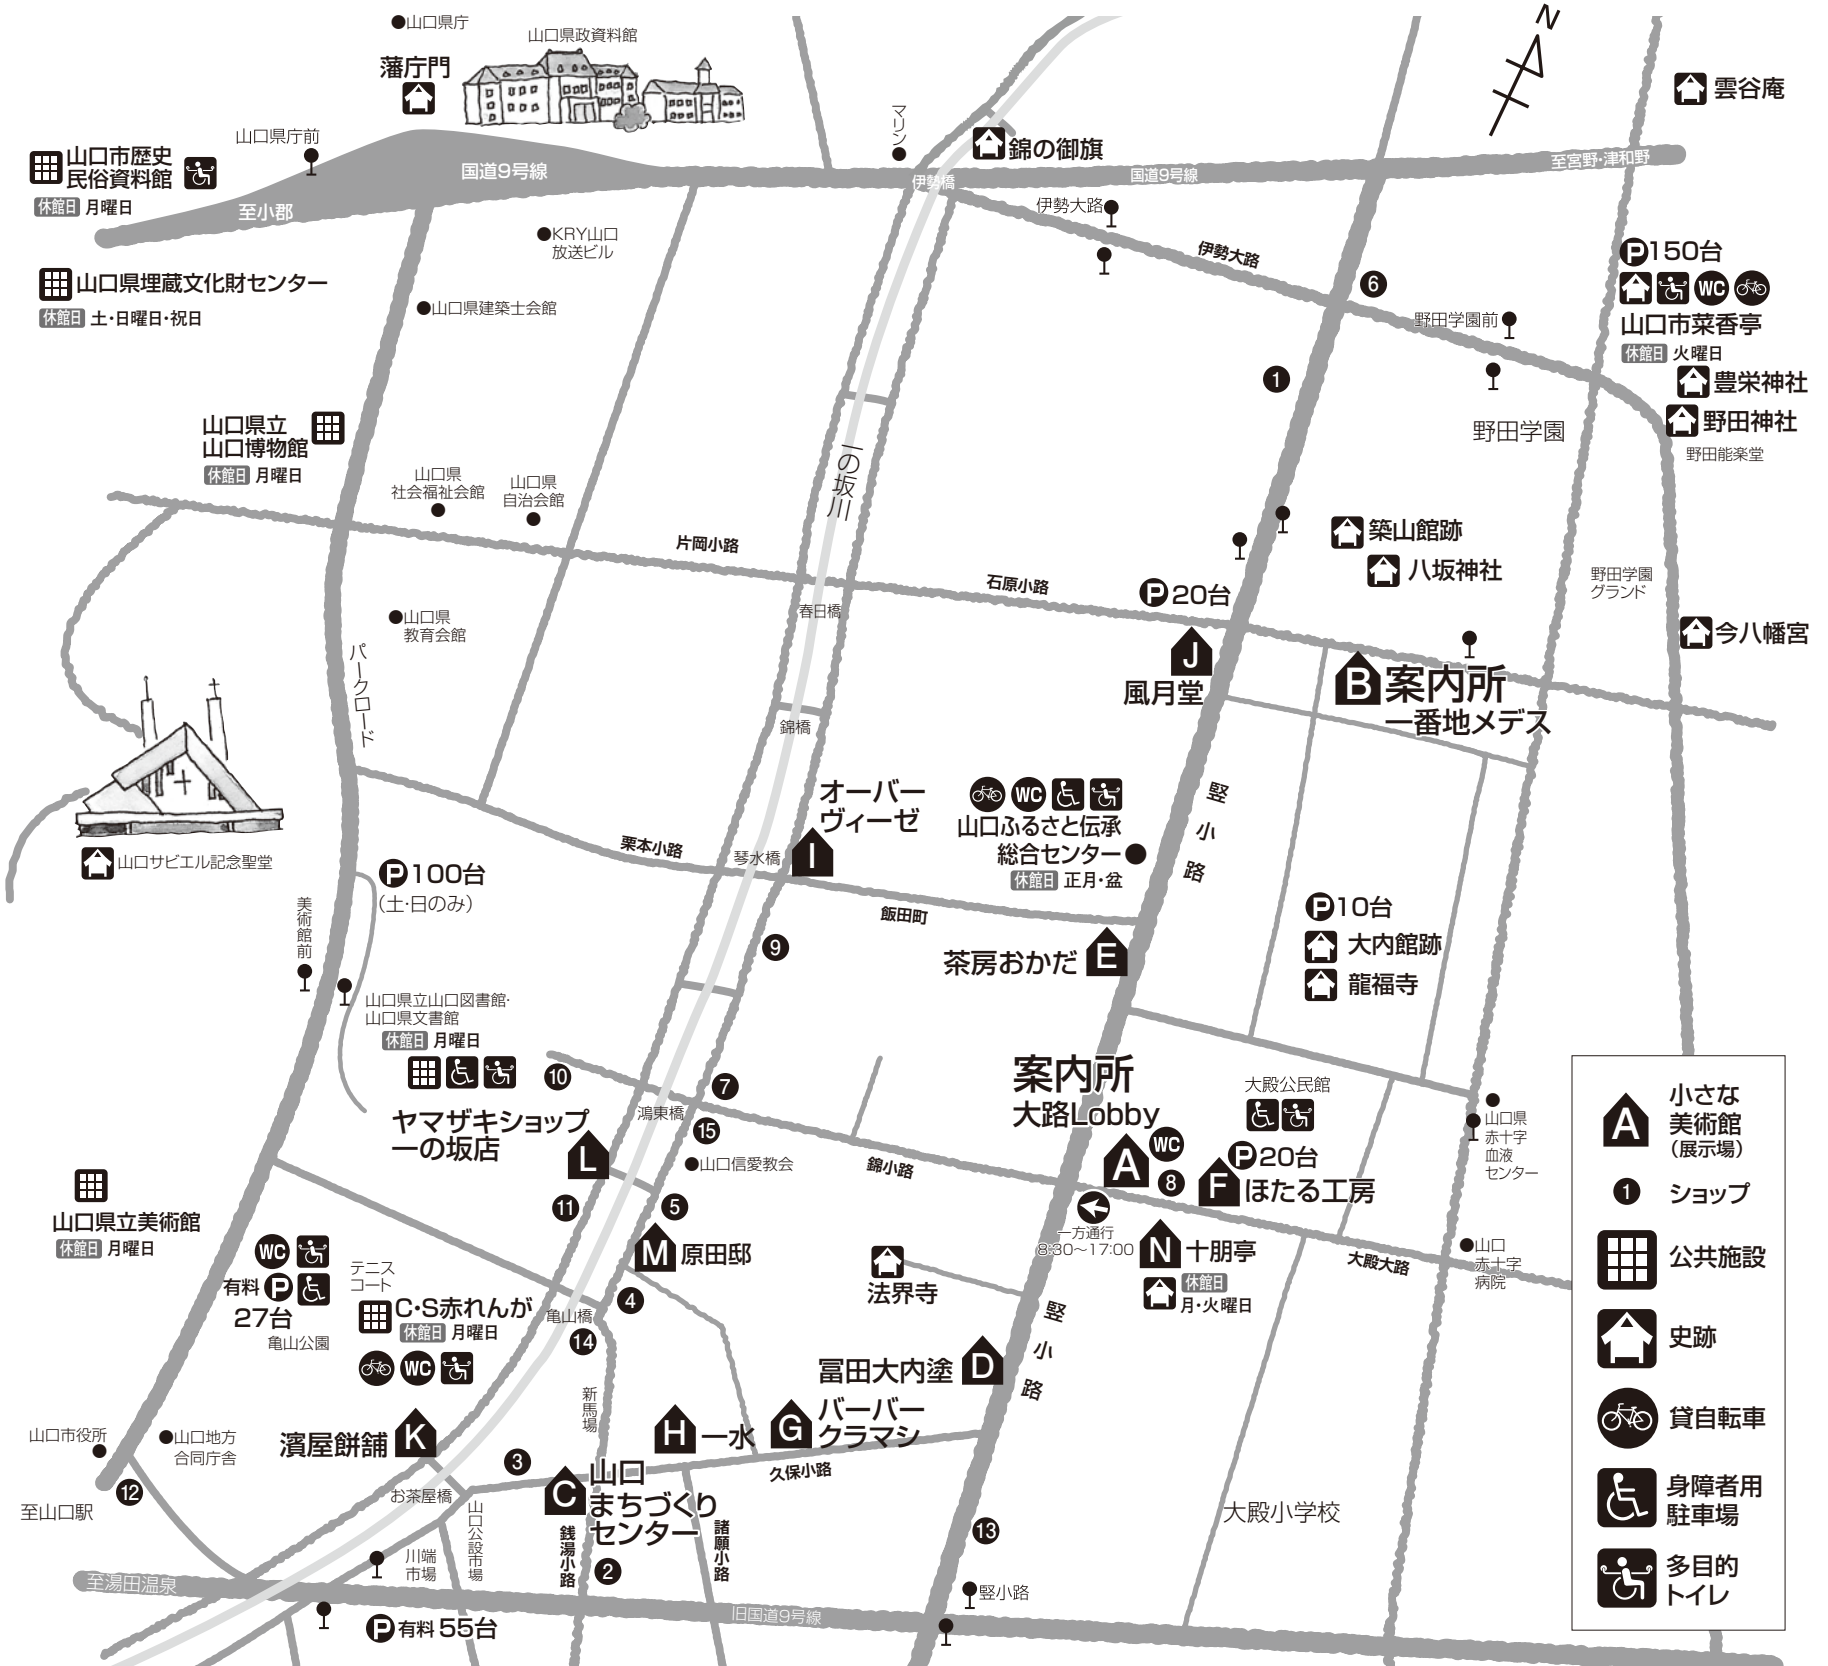 ●山口県庁
山口県政資料館
藩庁門
N
雲谷庵
マリン
錦の御旗
山口県庁前
山口市歴史
民俗資料館
休館日 月曜日
国道9号線
至小郡
伊勢橋
国道9号線
至宮野・津和野
伊勢大路
伊勢大路
●KRY山口
放送ビル
山口県埋蔵文化財センター
休館日 土・日曜日・祝日
●山口県建築士会館
6
野田学園前
P150台
WC
山口市菜香亭
休館日 火曜日
豊栄神社
野田神社
野田能楽堂
1
野田学園
山口県立
山口博物館
休館日 月曜日
山口県
社会福祉会館
山口県
自治会館
一の坂川
片岡小路
石原小路
築山館跡
八坂神社
野田学園
グランド
P20台
春日橋
●山口県
教育会館
今八幡宮
パークロード
J
風月堂
B
案内所
一番地メデス
錦橋
竪小路
オーバー
ヴィーゼ
I
WC
山口ふるさと伝承
総合センター●
休館日 正月・盆
栗本小路
琴水橋
飯田町
山口サビエル記念聖堂
P100台
(土・日のみ)
美術館前
9
茶房おかだ
E
P10台
大内館跡
龍福寺
山口県立山口図書館・
山口県文書館
休館日 月曜日
10
7
鴻東橋
15
ヤマザキショップ
一の坂店
L
●山口信愛教会
錦小路
案内所
大路Lobby
A
WC
8
大殿公民館
P20台
F
ほたる工房
山口県
赤十字
血液
センター
一方通行
8:30〜17:00
N
十朋亭
休館日
月・火曜日
大殿大路
●山口
赤十字
病院
11
5
M
原田邸
法界寺
山口県立美術館
休館日 月曜日
WC
有料P
27台
亀山公園
テニス
コート
C・S赤れんが
休館日 月曜日
WC
亀山橋
4
14
竪小路
冨田大内塗
D
新馬場
山口市役所
●山口地方
合同庁舎
濱屋餅舗
K
H
一水
G
バーバー
クラマシ
久保小路
12
至山口駅
お茶屋橋
3
C
山口
まちづくり
センター
山口公設市場
川端
市場
銭湯小路
2
諸願小路
13
大殿小学校
至湯田温泉
旧国道9号線
竪小路
P有料55台
A
小さな
美術館
(展示場)
1
ショップ
公共施設
史跡
貸自転車
身障者用
駐車場
多目的
トイレ